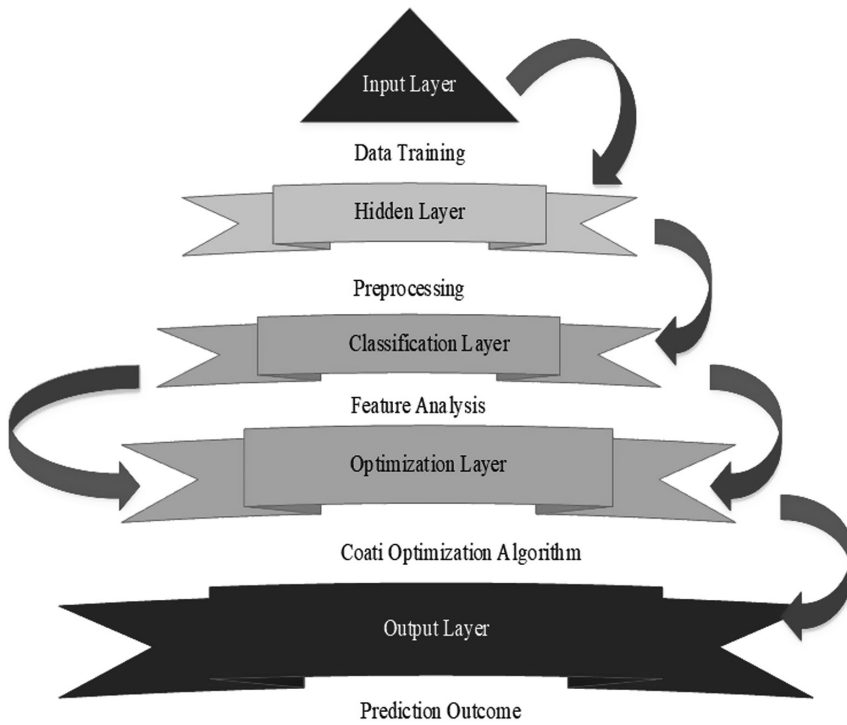 Input Layer
Data Training
Hidden Layer
Preprocessing
Classification Layer
Feature Analysis
Optimization Layer
Coati Optimization Algorithm
Output Layer
Prediction Outcome